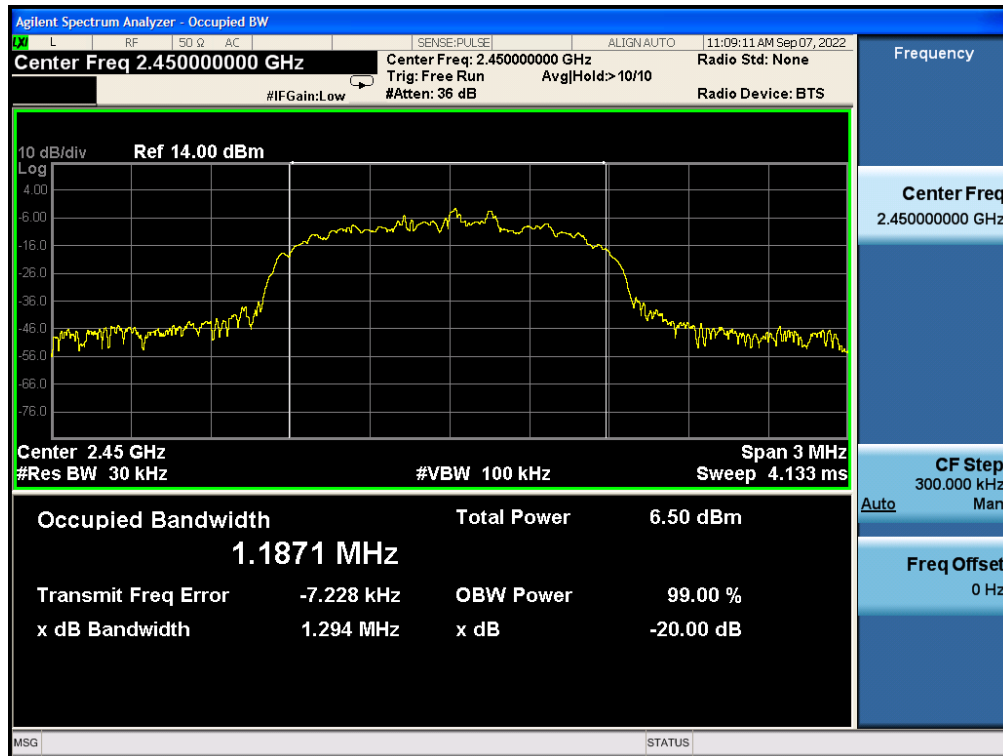 Agilent Spectrum Analyzer - Occupied BW
LXI L RF 50 Ω AC SENSE:PULSE ALIGN AUTO 11:09:11 AM Sep 07, 2022
Center Freq 2.450000000 GHz
Center Freq: 2.450000000 GHz
Radio Std: None
Trig: Free Run Avg|Hold:> 10/10
#IFGain:Low
#Atten: 36 dB
Radio Device: BTS
10 dB/div Ref 14.00 dBm
Log
4.00
-6.00
-16.0
-26.0
-36.0
-46.0
-56.0
-66.0
-76.0
Center 2.45 GHz Span 3 MHz
#Res BW 30 kHz #VBW 100 kHz Sweep 4.133 ms
Occupied Bandwidth Total Power 6.50 dBm
1.1871 MHz
Transmit Freq Error -7.228 kHz OBW Power 99.00 %
x dB Bandwidth 1.294 MHz x dB -20.00 dB
MSG STATUS
Frequency
Center Freq
2.450000000 GHz
CF Step
300.000 kHz
Auto Man
Freq Offset
0 Hz